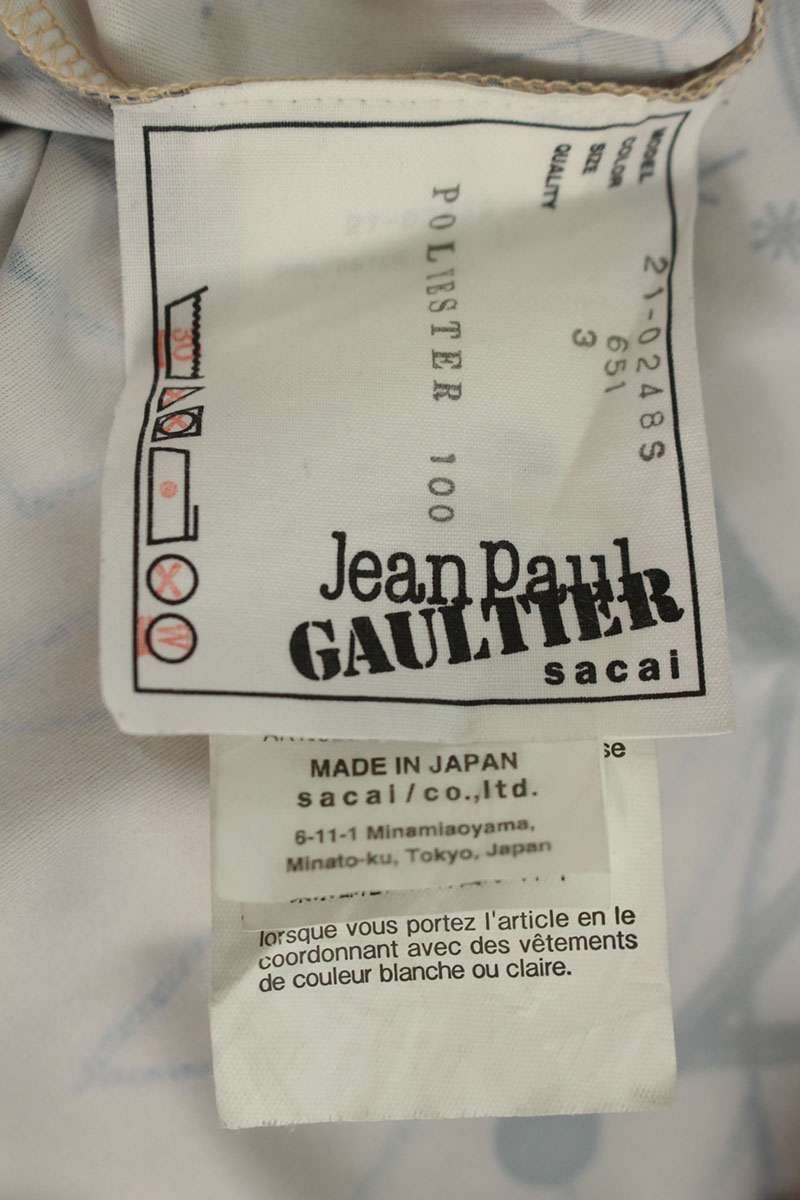 MODEL 21-0248S
COLOR 651
SIZE 3
QUALITY
POLIESTER 100
30
W
Jean Paul
GAULTIER
sacai
se
MADE IN JAPAN
sacai/co.,ltd.
6-11-1 Minamiaoyama,
Minato-ku, Tokyo, Japan
lorsque vous portez l'article en le
coordonnant avec des vêtements
de couleur blanche ou claire.